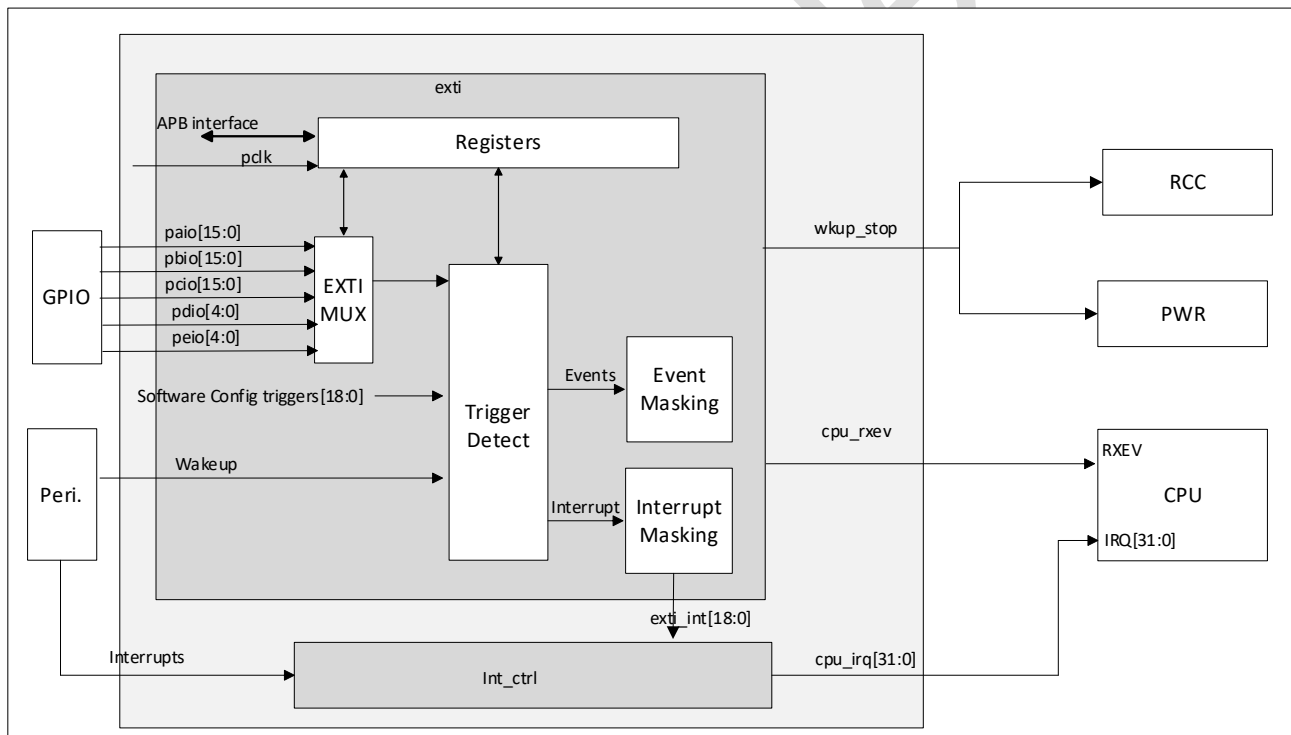 exti
APB interface
Registers
pclk
RCC
paio[15:0]
wkup_stop
pbio[15:0]
EXTI
MUX
pcio[15:0]
GPIO
pdio[4:0]
PWR
peio[4:0]
Events
Event
Masking
Software Config triggers[18:0]
Trigger
Detect
cpu_rxev
RXEV
Wakeup
Peri.
CPU
Interrupt
Interrupt
Masking
IRQ[31:0]
exti_int[18:0]
Interrupts
cpu_irq[31:0]
Int_ctrl